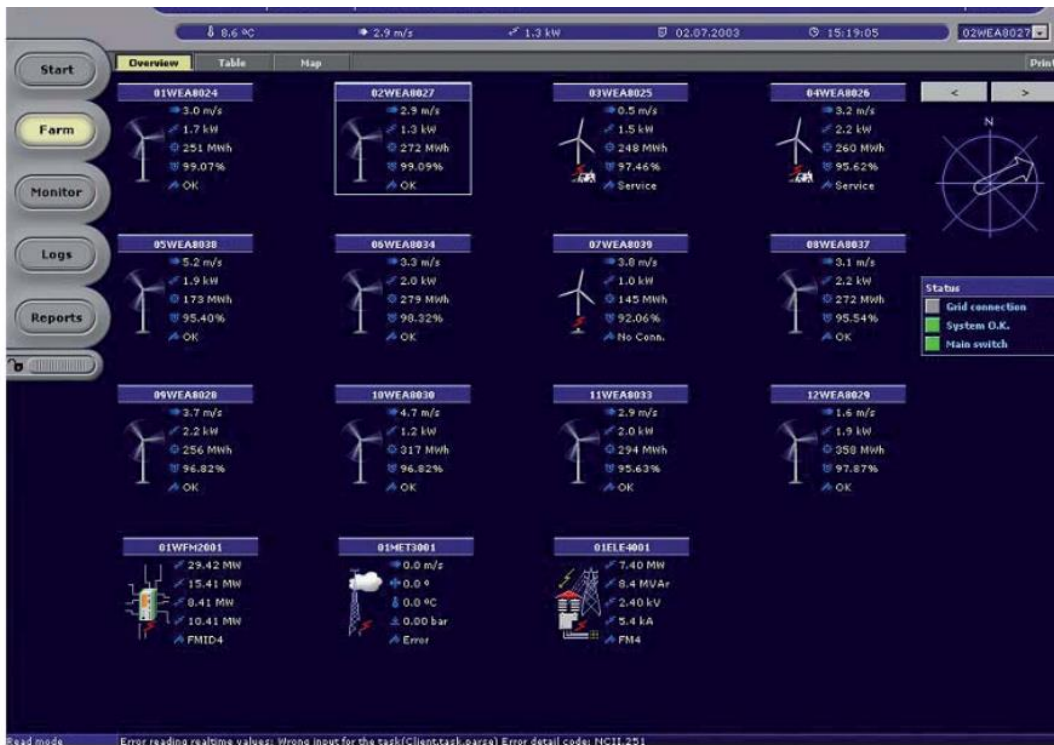 8.6 ºC 2.9 m/s 1.3 kW 02.07.2003 15:19:05 02WEA8027
Start
Farm
Monitor
Logs
Reports
Overview Table Map Print
01WEA8024 02WEA8027 03WEA8025 04WEA8026 < >
3.0 m/s 2.9 m/s 0.5 m/s 3.2 m/s N
1.7 kW 1.3 kW 1.5 kW 2.2 kW
251 MWh 272 MWh 248 MWh 260 MWh
99.07% 99.09% 97.46% 95.62%
OK OK Service Service
05WEA8038 06WEA8034 07WEA8039 08WEA8037
5.2 m/s 3.3 m/s 3.8 m/s 3.1 m/s
1.9 kW 2.0 kW 1.0 kW 2.2 kW
173 MWh 279 MWh 145 MWh 272 MWh
95.40% 98.32% 92.06% 95.54%
OK OK No Conn. OK
Status
Grid connection
System O.K.
Main switch
09WEA8028 10WEA8030 11WEA8033 12WEA8029
3.7 m/s 4.7 m/s 2.9 m/s 1.6 m/s
2.2 kW 1.2 kW 2.0 kW 1.9 kW
256 MWh 317 MWh 294 MWh 358 MWh
96.82% 96.82% 95.63% 97.87%
OK OK OK OK
01WFM2001 01MET3001 01ELE4001
29.42 MW 0.0 m/s 7.40 MW
15.41 MW 0.0 º 8.4 MVAr
8.41 MW 0.0 ºC 2.40 kV
10.41 MW 0.00 bar 5.4 kA
FMID4 Error FM4
Read mode Error reading realtime values: Wrong input for the task(Client.task.parse) Error detail code: NCII.251